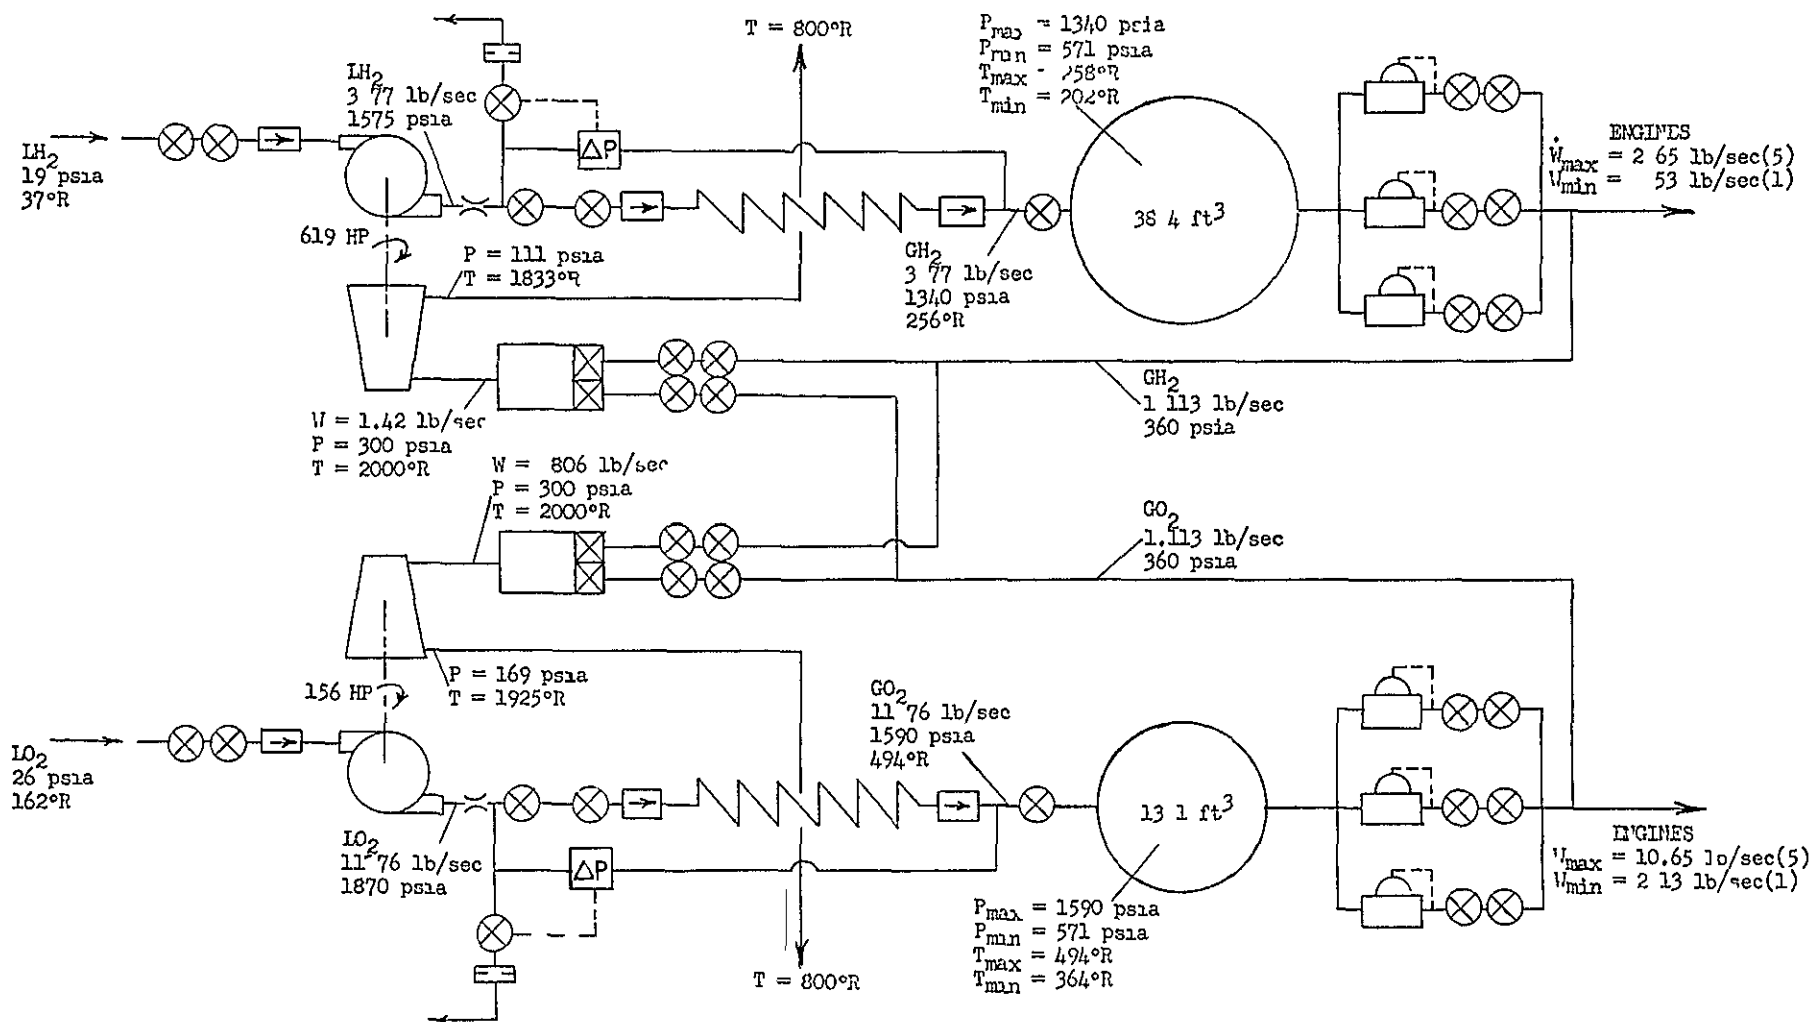 T = 800°R
LH2
3 77 lb/sec
1575 psia
Pmax = 1340 psia
Pmin = 571 psia
Tmax - 258°R
Tmin = 202°R
ΔP
LH2
19 psia
37°R
ENGINES
Ẇmax = 2 65 lb/sec(5)
Wmin = 53 lb/sec(1)
38 4 ft3
619 HP
P = 111 psia
T = 1833°R
GH2
3 77 lb/sec
1340 psia
256°R
GH2
1 113 lb/sec
360 psia
W = 1.42 lb/sec
P = 300 psia
T = 2000°R
W = 806 lb/sec
P = 300 psia
T = 2000°R
GO2
1.113 lb/sec
360 psia
P = 169 psia
T = 1925°R
156 HP
GO2
11 76 lb/sec
1590 psia
494°R
LO2
26 psia
162°R
13 1 ft3
LO2
11 76 lb/sec
1870 psia
ΔP
ENGINES
Wmax = 10.65 lb/sec(5)
Wmin = 2 13 lb/sec(1)
Pmax = 1590 psia
Pmin = 571 psia
Tmax = 494°R
Tmin = 364°R
T = 800°R